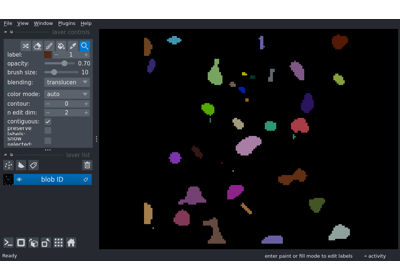 File View Window Plugins Help
layer controls
label: 1
opacity: 0.70
brush size: 10
blending: translucen
color mode: auto
contour: 0
n edit dim: 2
contiguous:
preserve labels:
show selected:
layer list
blob ID
Ready
enter paint or fill mode to edit labels
activity